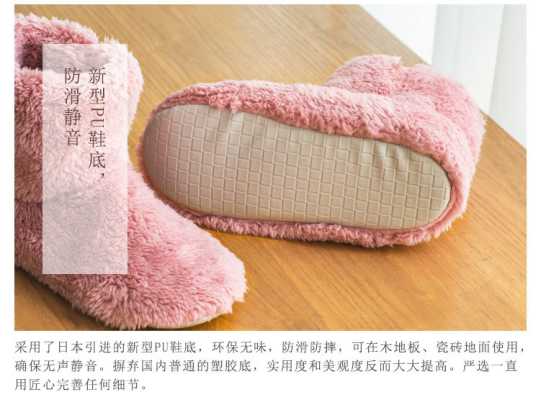 新型PU鞋底，
防滑静音
采用了日本引进的新型PU鞋底，环保无味，防滑防摔，可在木地板、瓷砖地面使用，
确保无声静音。摒弃国内普通的塑胶底，实用度和美观度反而大大提高。严选一直
用匠心完善任何细节。